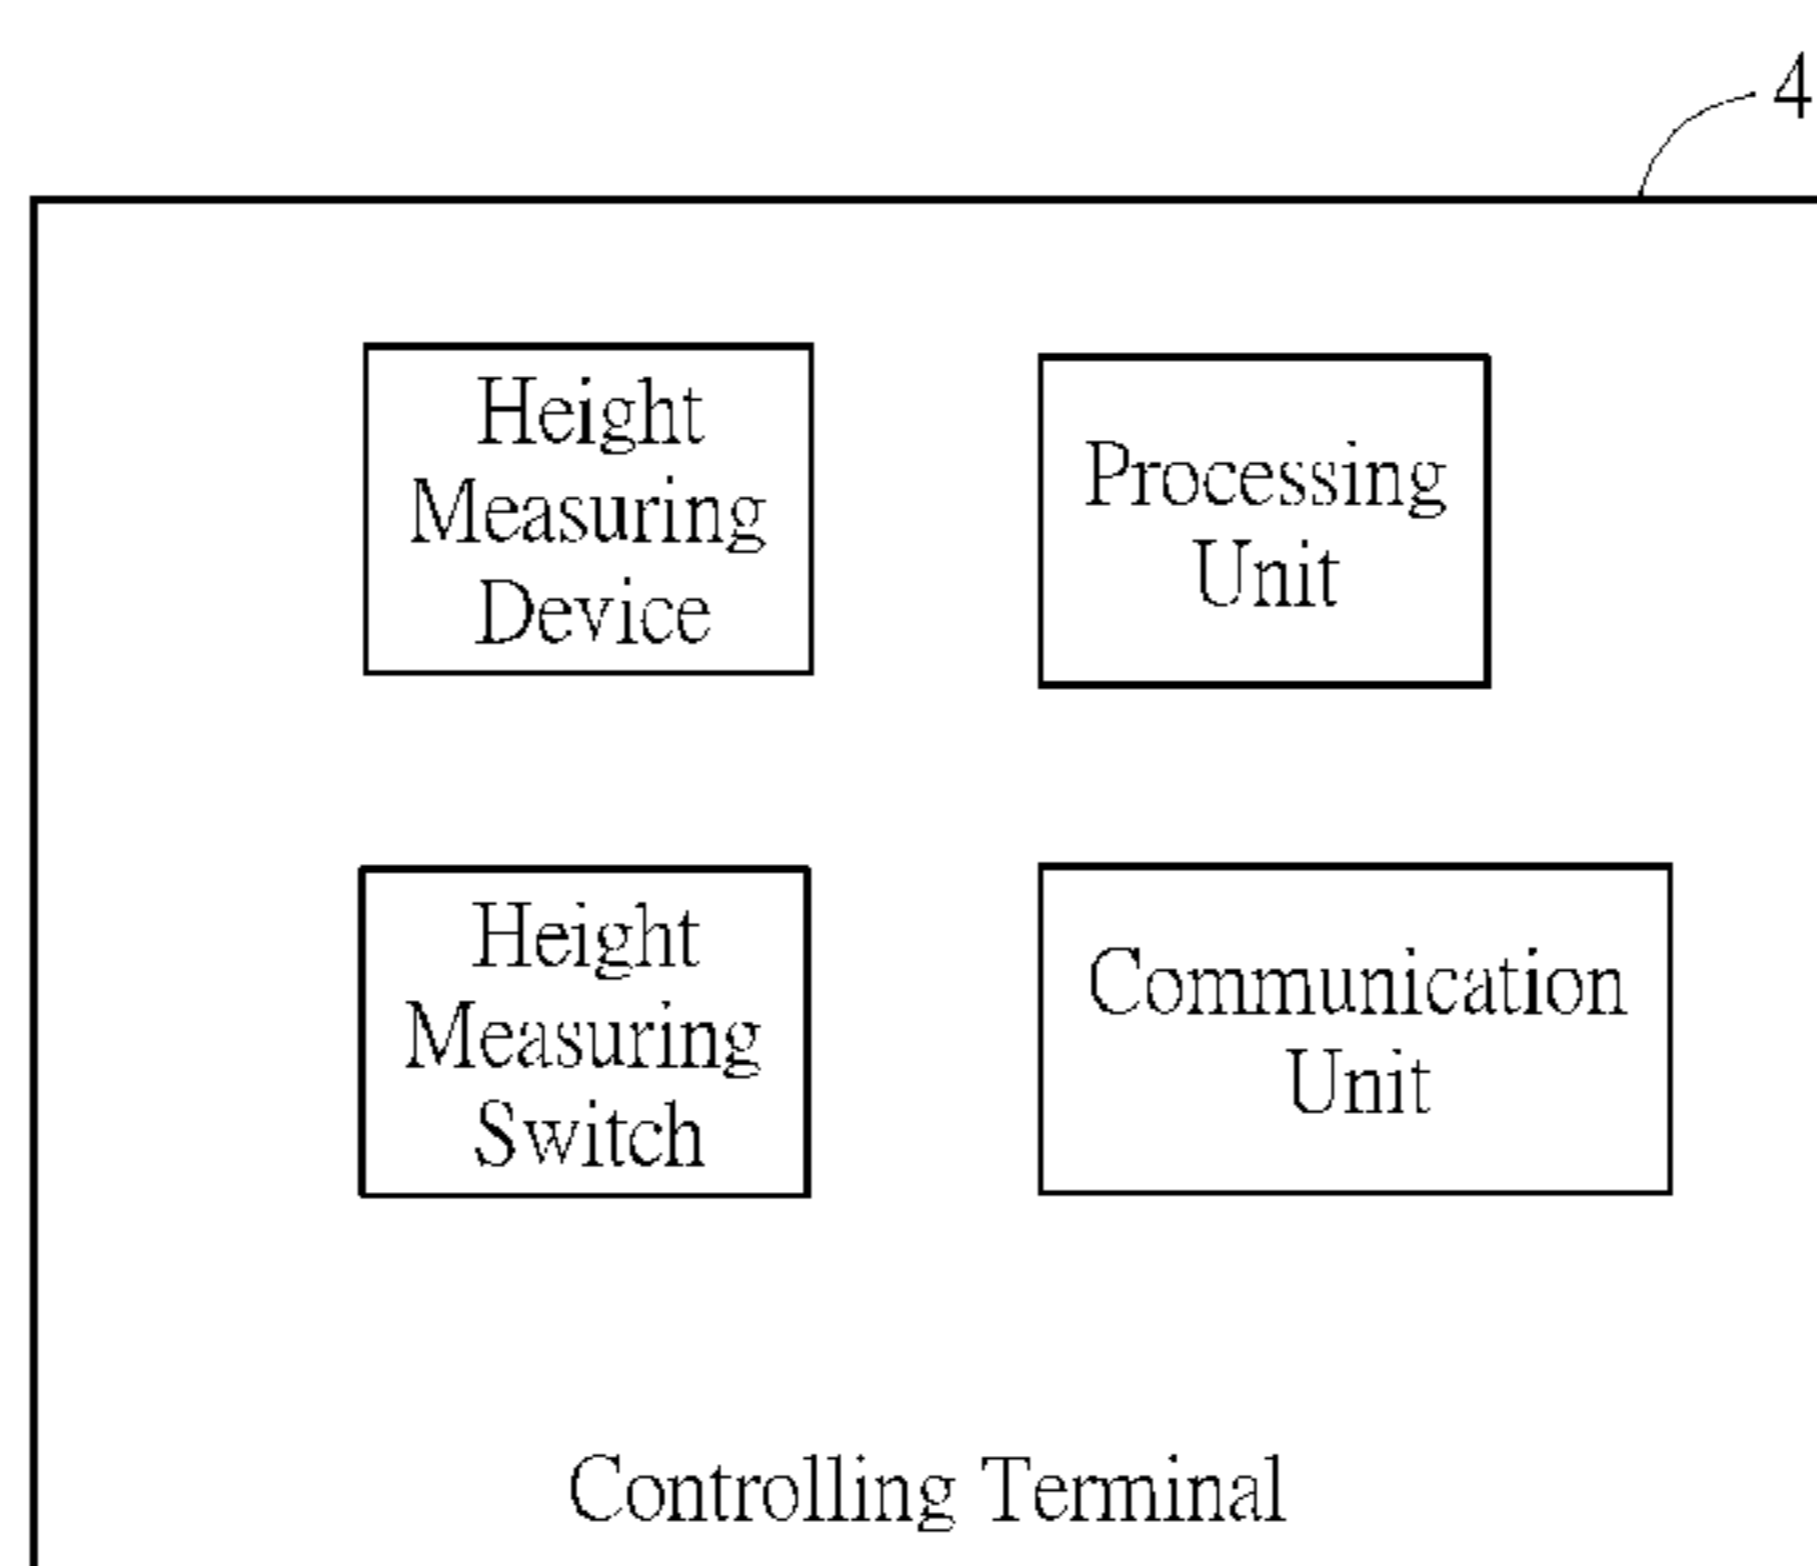 4
Height
Measuring
Device
Processing
Unit
Height
Measuring
Switch
Communication
Unit
Controlling Terminal